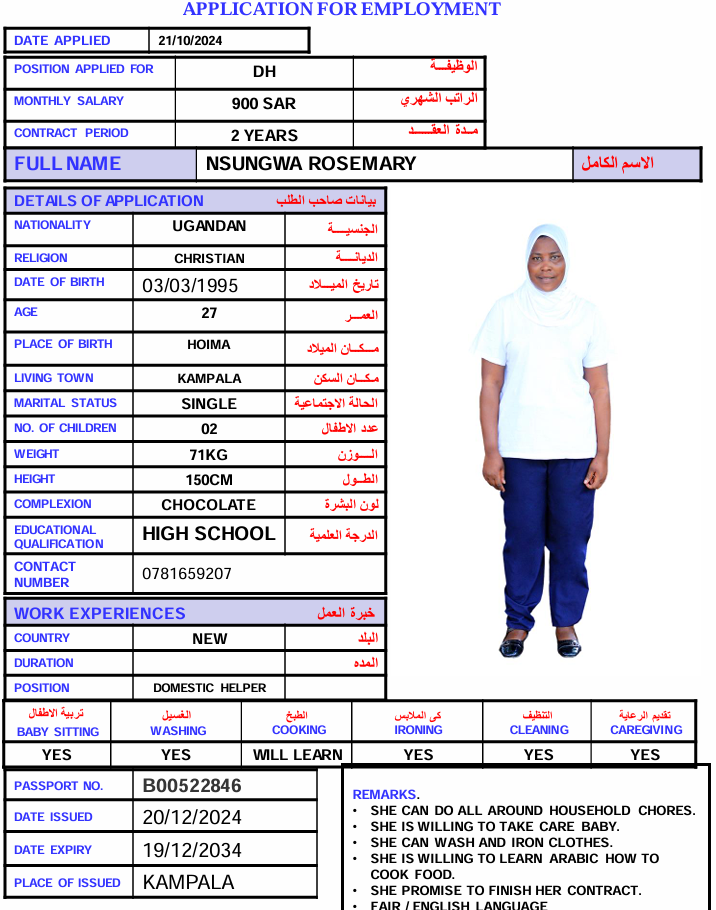 APPLICATION FOR EMPLOYMENT
DATE APPLIED 21/10/2024
POSITION APPLIED FOR DH الوظيفـــة
MONTHLY SALARY 900 SAR الراتب الشهري
CONTRACT PERIOD 2 YEARS مـدة العقـــــد
FULL NAME NSUNGWA ROSEMARY الاسم الكامل
DETAILS OF APPLICATION بيانات صاحب الطلب
NATIONALITY UGANDAN الجنسيـــــة
RELIGION CHRISTIAN الديانـــــة
DATE OF BIRTH 03/03/1995 تاريخ الميـــلاد
AGE 27 العمـــر
PLACE OF BIRTH HOIMA مـــكـــان الميلاد
LIVING TOWN KAMPALA مكـــان السكن
MARITAL STATUS SINGLE الحالة الاجتماعية
NO. OF CHILDREN 02 عدد الاطفال
WEIGHT 71KG الـــــوزن
HEIGHT 150CM الطـــول
COMPLEXION CHOCOLATE لون البشرة
EDUCATIONAL QUALIFICATION HIGH SCHOOL الدرجة العلمية
CONTACT NUMBER 0781659207
WORK EXPERIENCES خبرة العمل
COUNTRY NEW البلد
DURATION المده
POSITION DOMESTIC HELPER
تربية الاطفال الغسيل الطبخ كى الملابس التنظيف تقديم الرعاية
BABY SITTING WASHING COOKING IRONING CLEANING CAREGIVING
YES YES WILL LEARN YES YES YES
PASSPORT NO. B00522846
DATE ISSUED 20/12/2024
DATE EXPIRY 19/12/2034
PLACE OF ISSUED KAMPALA
REMARKS.
• SHE CAN DO ALL AROUND HOUSEHOLD CHORES.
• SHE IS WILLING TO TAKE CARE BABY.
• SHE CAN WASH AND IRON CLOTHES.
• SHE IS WILLING TO LEARN ARABIC HOW TO
COOK FOOD.
• SHE PROMISE TO FINISH HER CONTRACT.
• FAIR / ENGLISH LANGUAGE